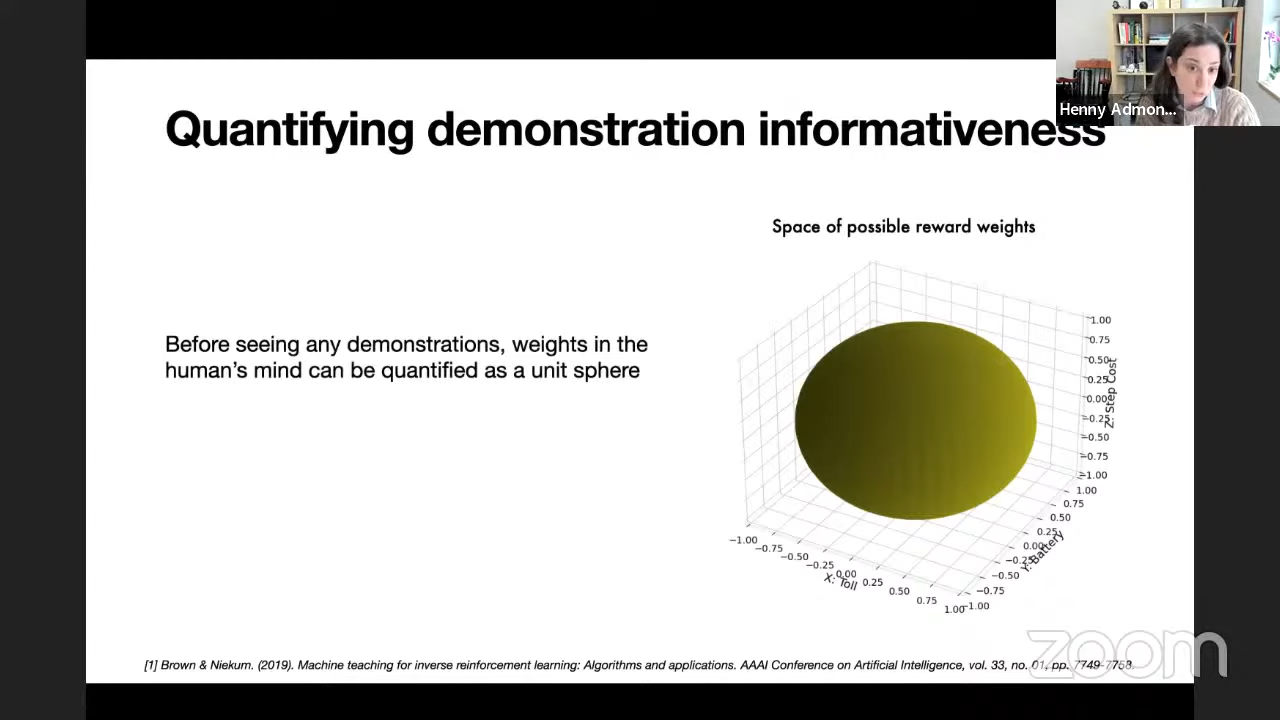 Henny Admon...
Quantifying demonstration informativeness
Space of possible reward weights
Before seeing any demonstrations, weights in the
human's mind can be quantified as a unit sphere
1.00
0.75
0.50
0.25
0.00
−0.25
−0.50
−0.75
−1.00
Z: Step Cost
1.00
0.75
0.50
0.25
0.00
−0.25
−0.50
−0.75
−1.00
Y: Battery
−1.00
−0.75
−0.50
−0.25
0.00
0.25
0.50
0.75
1.00
X: Toll
[1] Brown & Niekum. (2019). Machine teaching for inverse reinforcement learning: Algorithms and applications. AAAI Conference on Artificial Intelligence, vol. 33, no. 01, pp. 7749-7758.
zoom